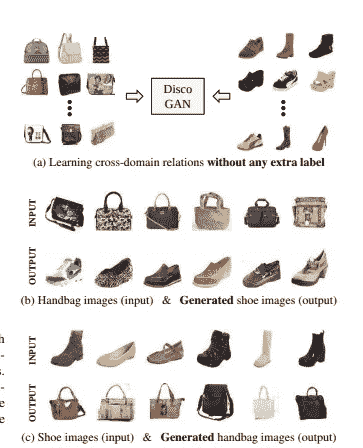 Disco
GAN
(a) Learning cross-domain relations without any extra label
INPUT
OUTPUT
(b) Handbag images (input) & Generated shoe images (output)
INPUT
OUTPUT
(c) Shoe images (input) & Generated handbag images (output)